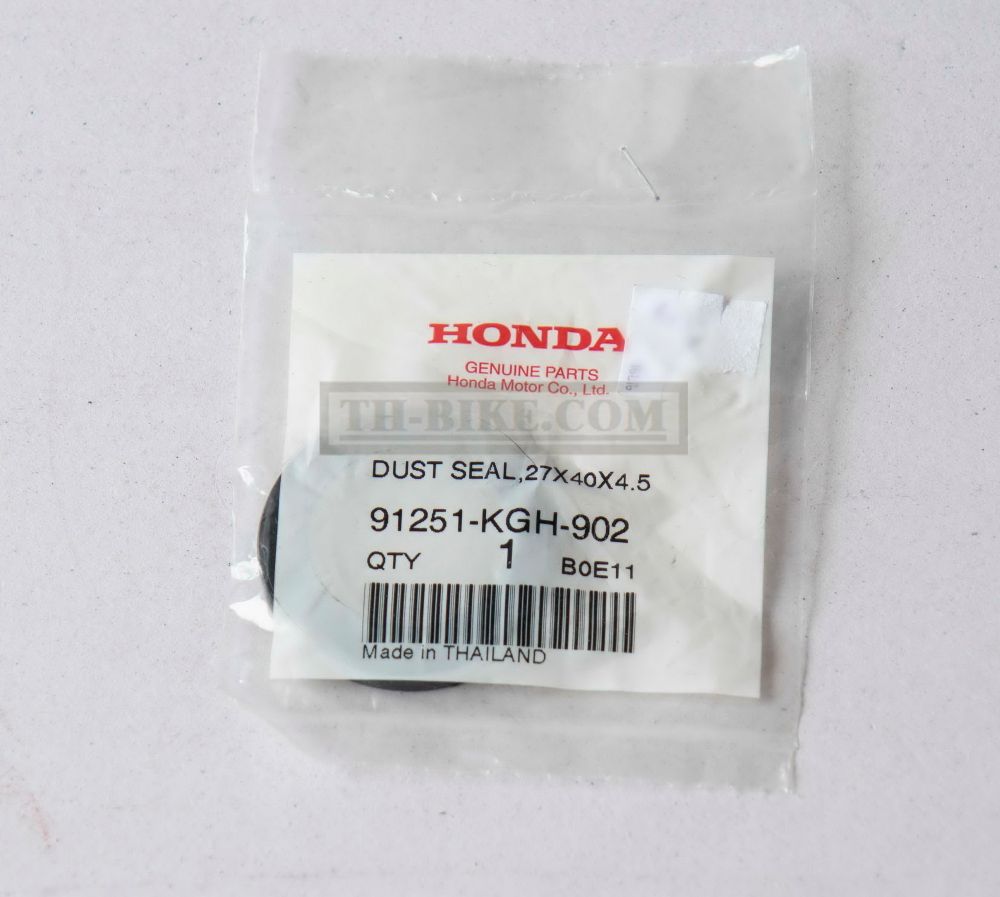 HONDA
GENUINE PARTS
Honda Motor Co., Ltd.
TH-BIKE.COM
DUST SEAL,27X40X4.5
91251-KGH-902
QTY 1 B0E11
Made in THAILAND